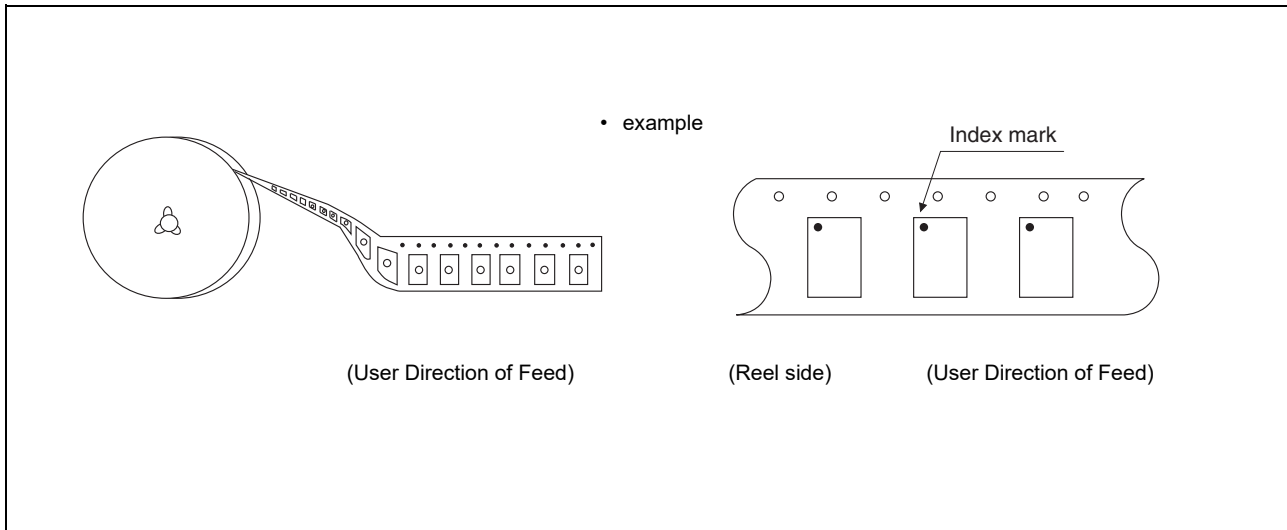 • example
Index mark
(User Direction of Feed)
(Reel side)
(User Direction of Feed)